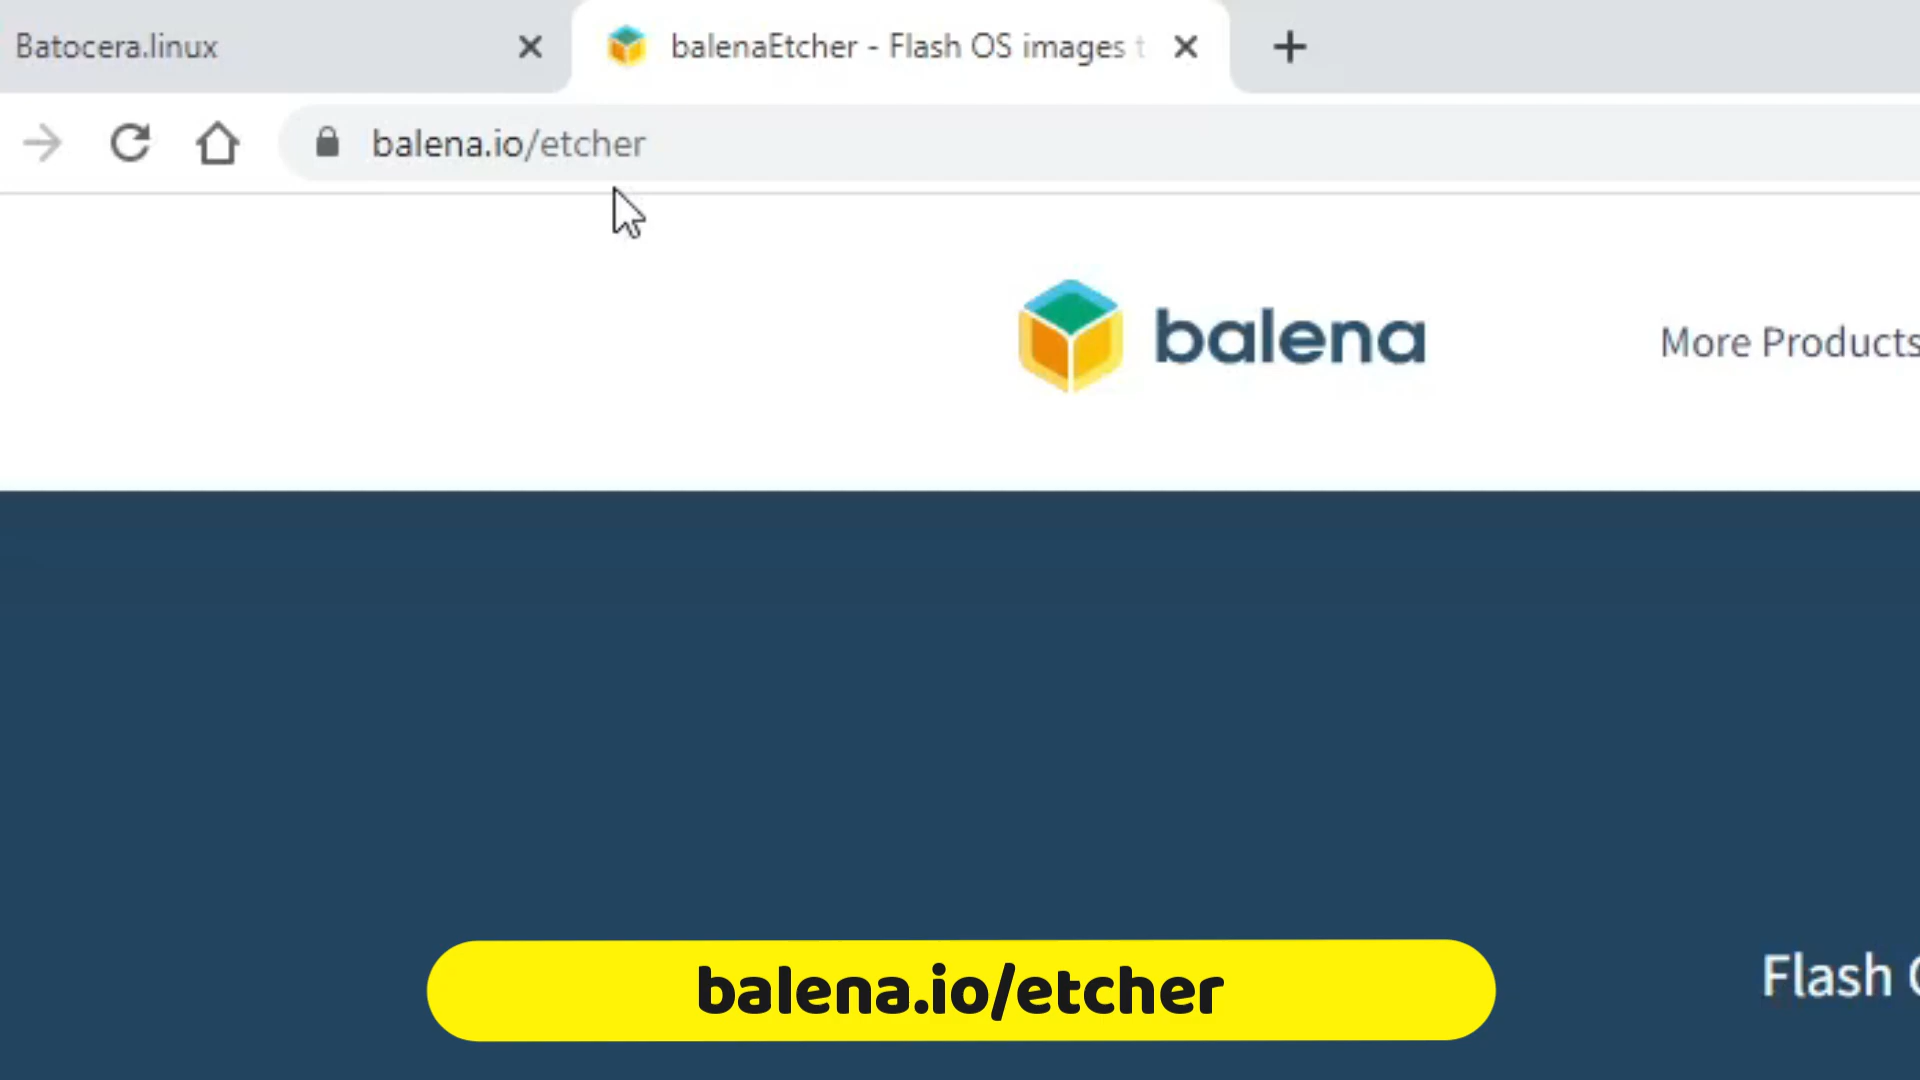 Batocera.linux
balenaEtcher - Flash OS images
balena.io/etcher
balena
More Products
Flash
balena.io/etcher